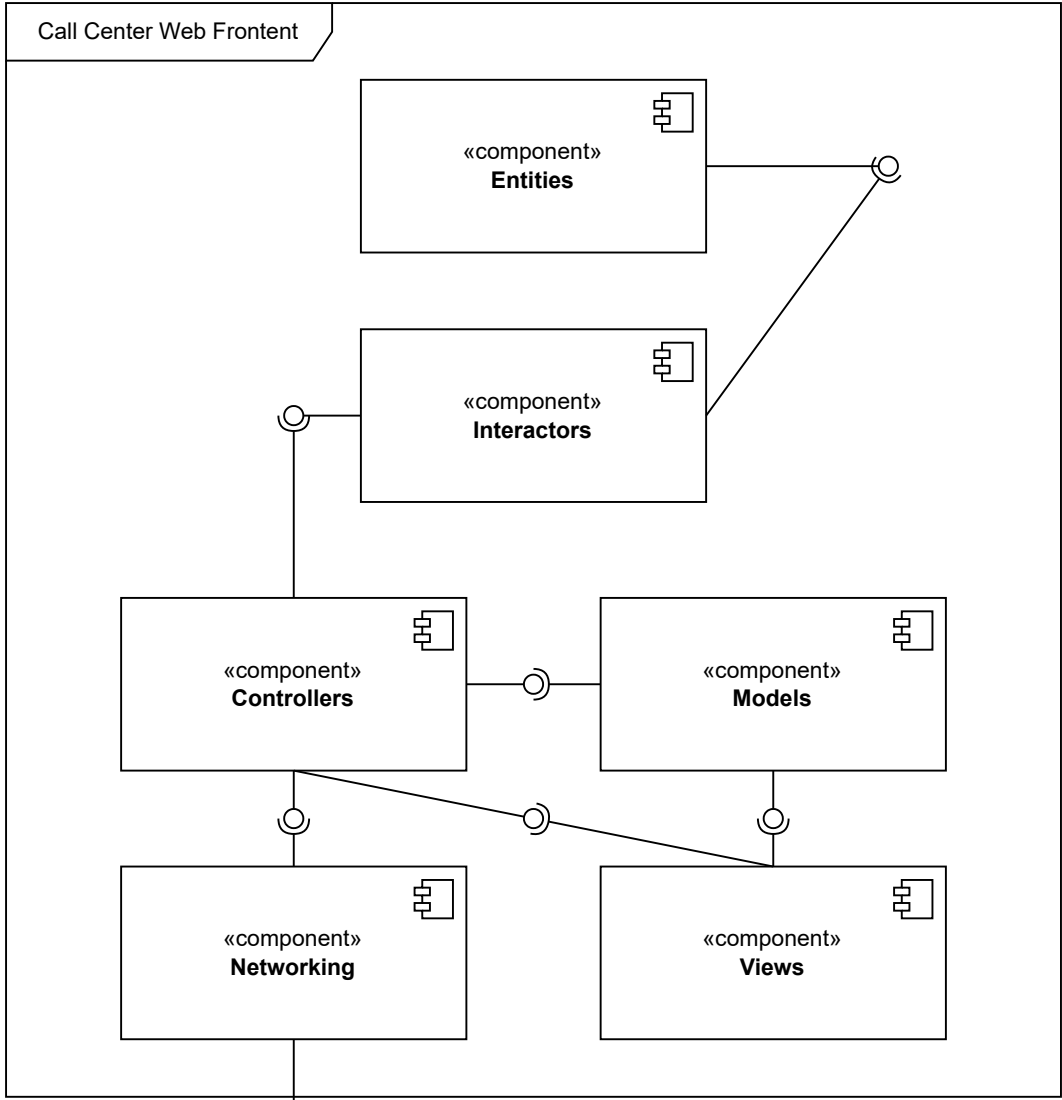 Call Center Web Frontent
«component»
Entities
«component»
Interactors
«component»
Controllers
«component»
Models
«component»
Networking
«component»
Views